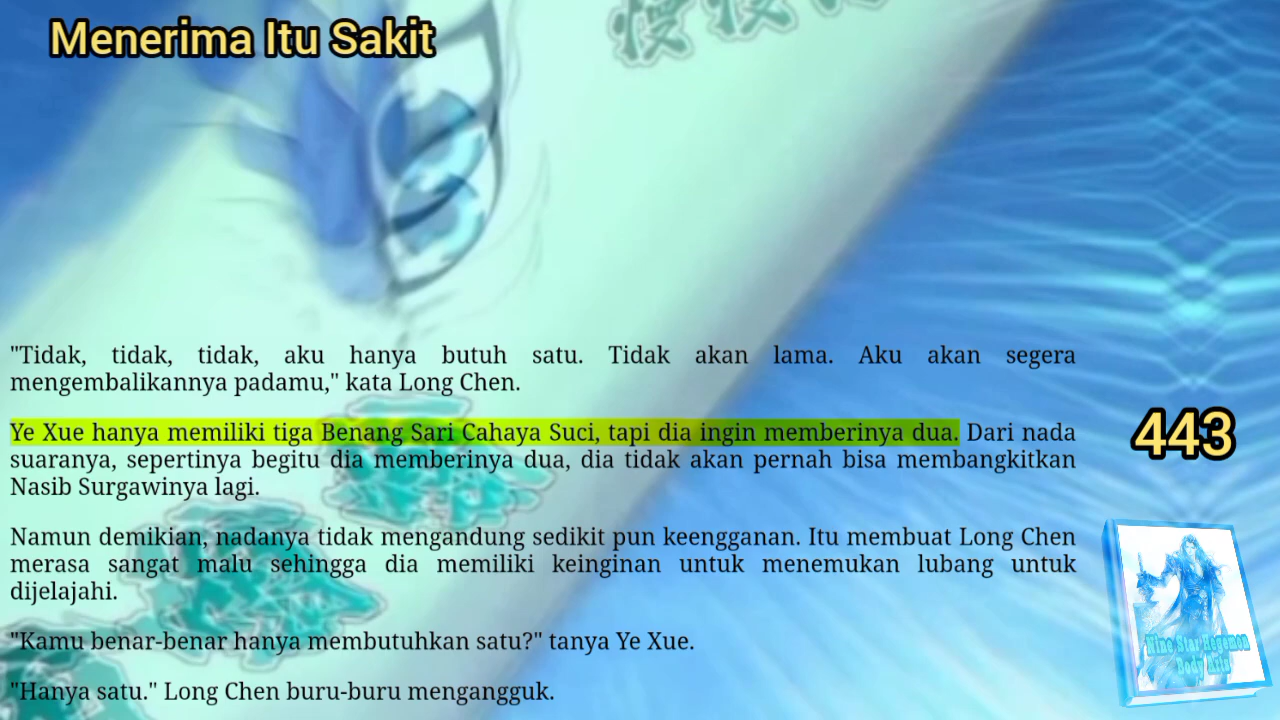 Menerima Itu Sakit
"Tidak, tidak, tidak, aku hanya butuh satu. Tidak akan lama. Aku akan segera
mengembalikannya padamu," kata Long Chen.
Ye Xue hanya memiliki tiga Benang Sari Cahaya Suci, tapi dia ingin memberinya dua. Dari nada
suaranya, sepertinya begitu dia memberinya dua, dia tidak akan pernah bisa membangkitkan
Nasib Surgawinya lagi.
Namun demikian, nadanya tidak mengandung sedikit pun keengganan. Itu membuat Long Chen
merasa sangat malu sehingga dia memiliki keinginan untuk menemukan lubang untuk
dijelajahi.
"Kamu benar-benar hanya membutuhkan satu?" tanya Ye Xue.
"Hanya satu." Long Chen buru-buru mengangguk.
443
Nine Star Hegemon
Body Arts